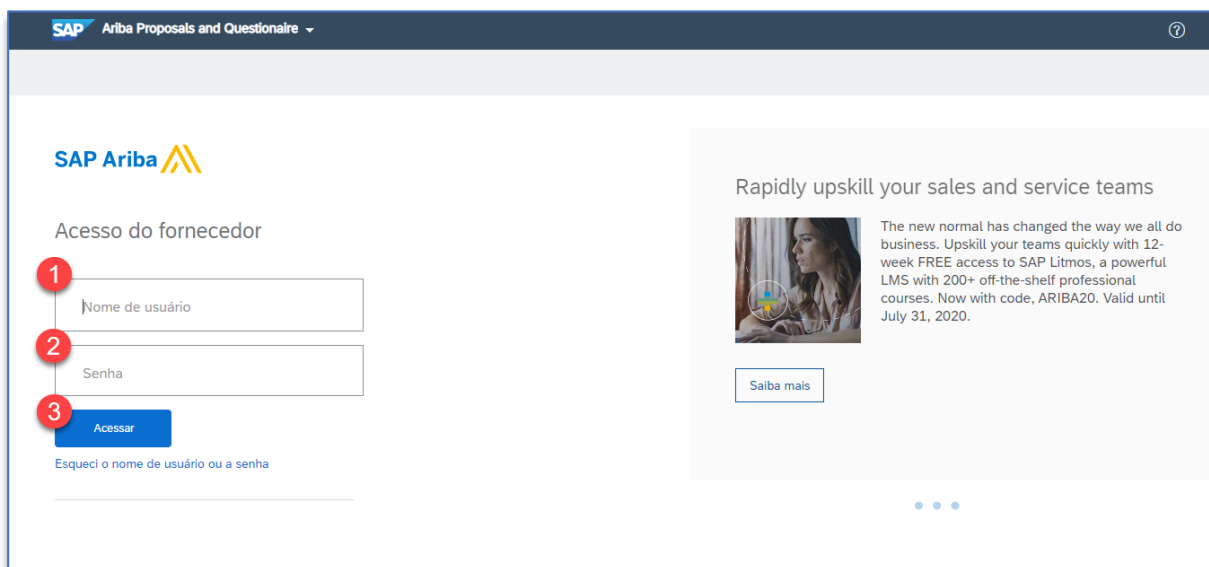 SAP Ariba Proposals and Questionaire
?
SAP Ariba
Acesso do fornecedor
1
Nome de usuário
2
Senha
3
Acessar
Esqueci o nome de usuário ou a senha
Rapidly upskill your sales and service teams
The new normal has changed the way we all do
business. Upskill your teams quickly with 12-
week FREE access to SAP Litmos, a powerful
LMS with 200+ off-the-shelf professional
courses. Now with code, ARIBA20. Valid until
July 31, 2020.
Saiba mais